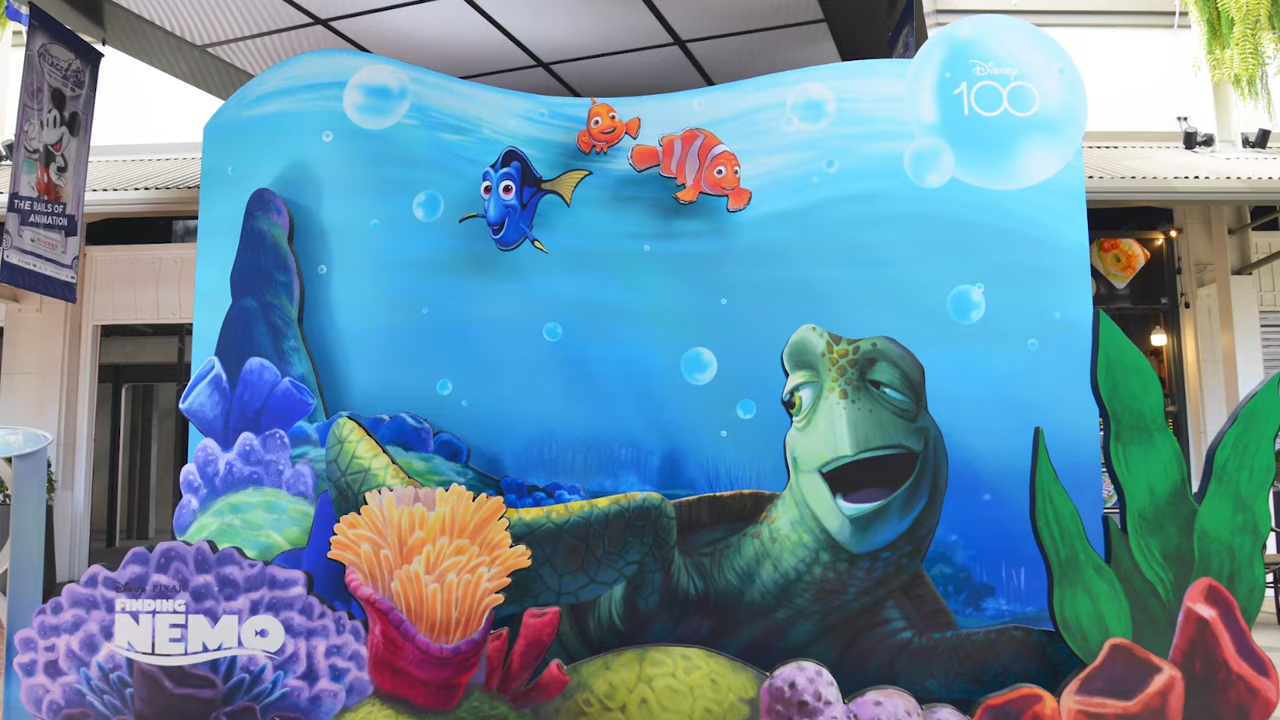 THE RAILS OF
ANIMATION
Disney
100
Disney PIXAR
FINDING
NEMO